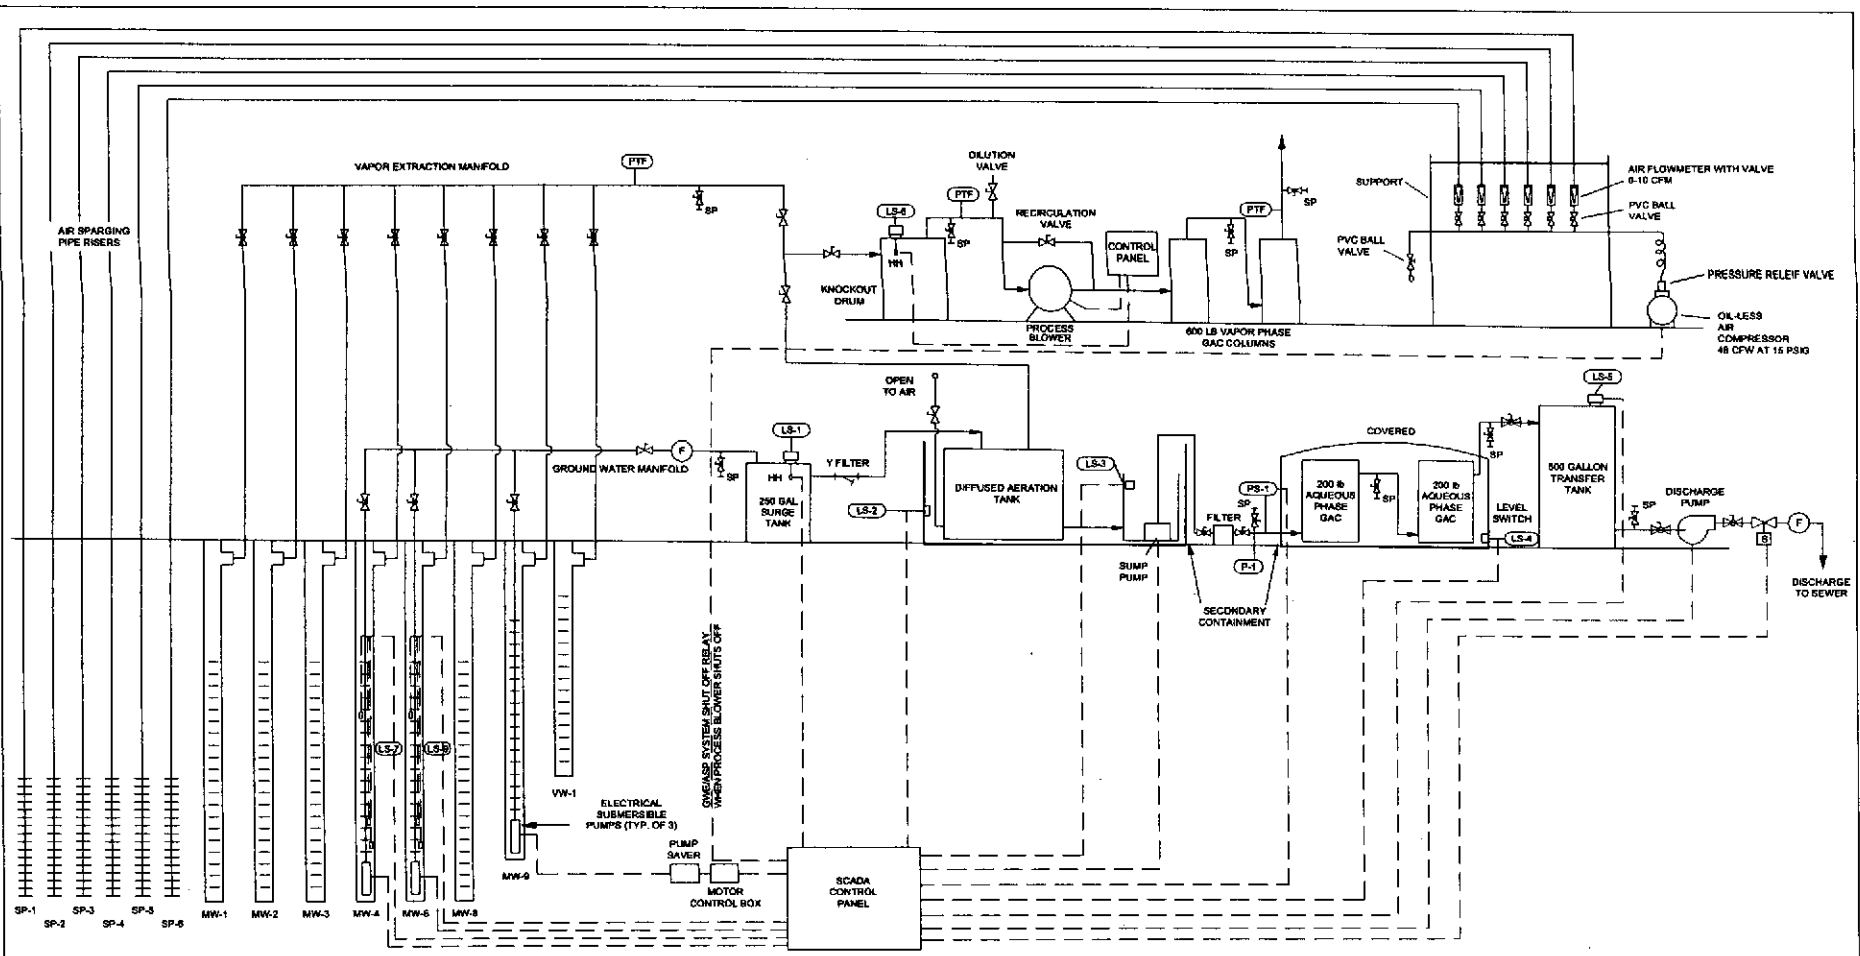 VAPOR EXTRACTION MANIFOLD
PTF
SP
AIR SPARGING
PIPE RISERS
DILUTION
VALVE
PTF
LS-6
SP
HH
RECIRCULATION
VALVE
CONTROL
PANEL
KNOCKOUT
DRUM
PROCESS
BLOWER
PTF
SP
SP
600 LB VAPOR PHASE
GAC COLUMNS
SUPPORT
AIR FLOWMETER WITH VALVE
0-10 CFM
PVC BALL
VALVE
PVC BALL
VALVE
PRESSURE RELEIF VALVE
OIL-LESS
AIR
COMPRESSOR
48 CFW AT 15 PSIG
OPEN
TO AIR
LS-1
GROUND WATER MANIFOLD
F
SP
HH
250 GAL
SURGE
TANK
Y FILTER
LS-2
DIFFUSED AERATION
TANK
LS-3
SUMP
PUMP
FILTER
SP
PS-1
P-1
SECONDARY
CONTAINMENT
COVERED
200 lb
AQUEOUS
PHASE
GAC
SP
200 lb
AQUEOUS
PHASE
GAC
SP
LEVEL
SWITCH
LS-4
LS-5
500 GALLON
TRANSFER
TANK
SP
DISCHARGE
PUMP
S
F
DISCHARGE
TO SEWER
LS-7
VW-1
ELECTRICAL
SUBMERSIBLE
PUMPS (TYP. OF 3)
GWE/ASP SYSTEM SHUT OFF RELAY
WHEN PROCESS BLOWER SHUTS OFF
PUMP
SAVER
MOTOR
CONTROL BOX
SCADA
CONTROL
PANEL
SP-1
SP-2
SP-3
SP-4
SP-5
SP-6
MW-1
MW-2
MW-3
MW-4
MW-8
MW-9